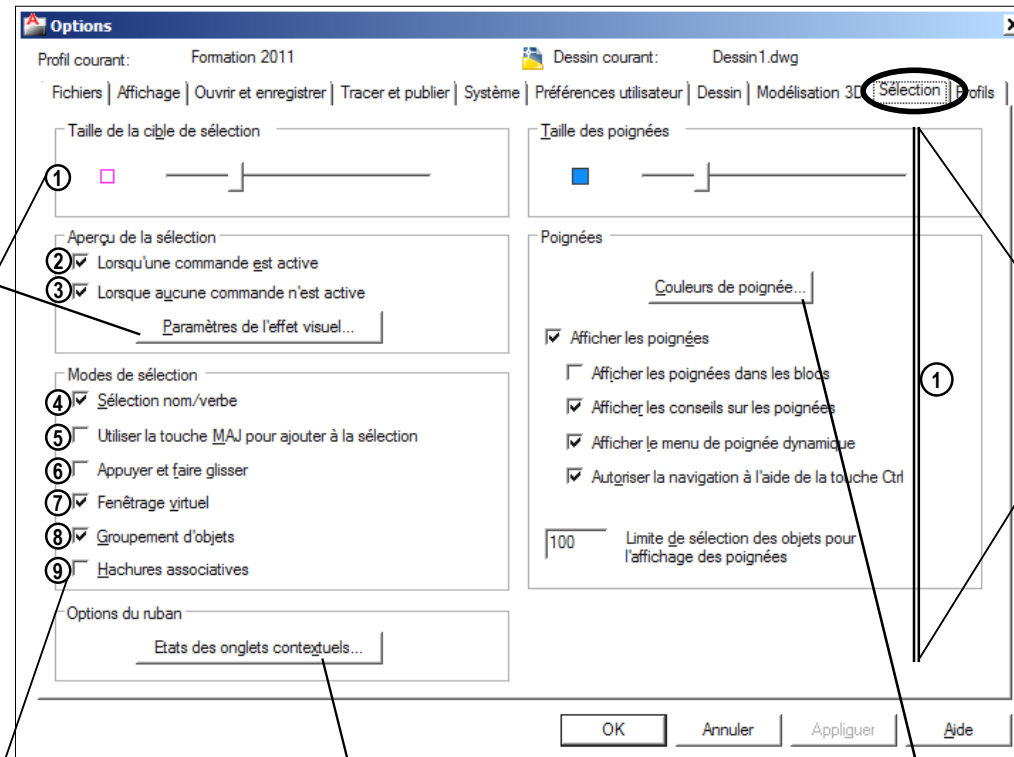 Options
Profil courant: Formation 2011 Dessin courant: Dessin1.dwg
Fichiers Affichage Ouvrir et enregistrer Tracer et publier Système Préférences utilisateur Dessin Modélisation 3D Sélection Profils
Taille de la cible de sélection
1
Aperçu de la sélection
2 Lorsqu'une commande est active
3 Lorsque aucune commande n'est active
Paramètres de l'effet visuel...
Modes de sélection
4 Sélection nom/verbe
5 Utiliser la touche MAJ pour ajouter à la sélection
6 Appuyer et faire glisser
7 Fenêtrage virtuel
8 Groupement d'objets
9 Hachures associatives
Options du ruban
Etats des onglets contextuels...
Taille des poignées
Poignées
Couleurs de poignée...
Afficher les poignées
Afficher les poignées dans les blocs
1
Afficher les conseils sur les poignées
Afficher le menu de poignée dynamique
Autoriser la navigation à l'aide de la touche Ctrl
100 Limite de sélection des objets pour
l'affichage des poignées
OK Annuler Appliquer Aide